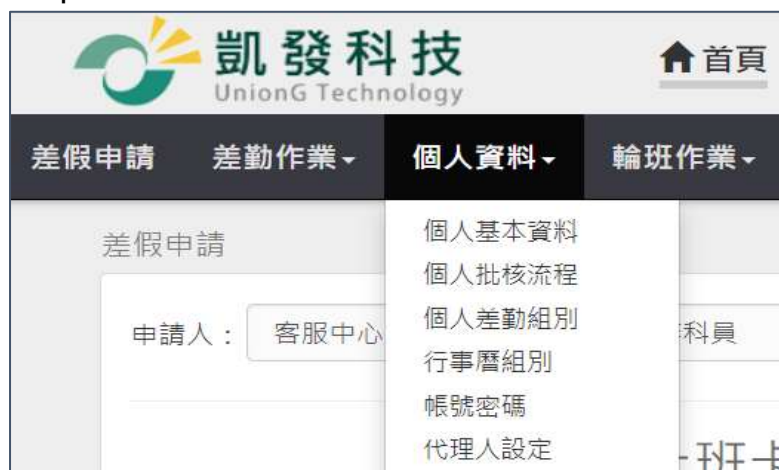 凱發科技
UnionG Technology
首頁
差假申請 差勤作業 個人資料 輪班作業
差假申請
個人基本資料
個人批核流程
個人差勤組別
行事曆組別
帳號密碼
代理人設定
申請人： 客服中心
科員
班